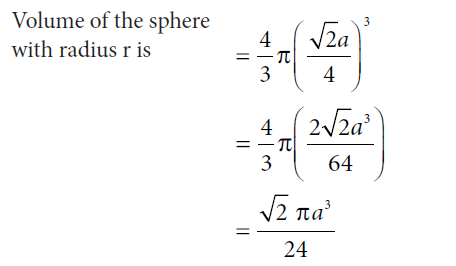 Volume of the sphere
with radius r is
= 4/3 π (√2a/4)³
= 4/3 π (2√2a³/64)
= √2 πa³/24